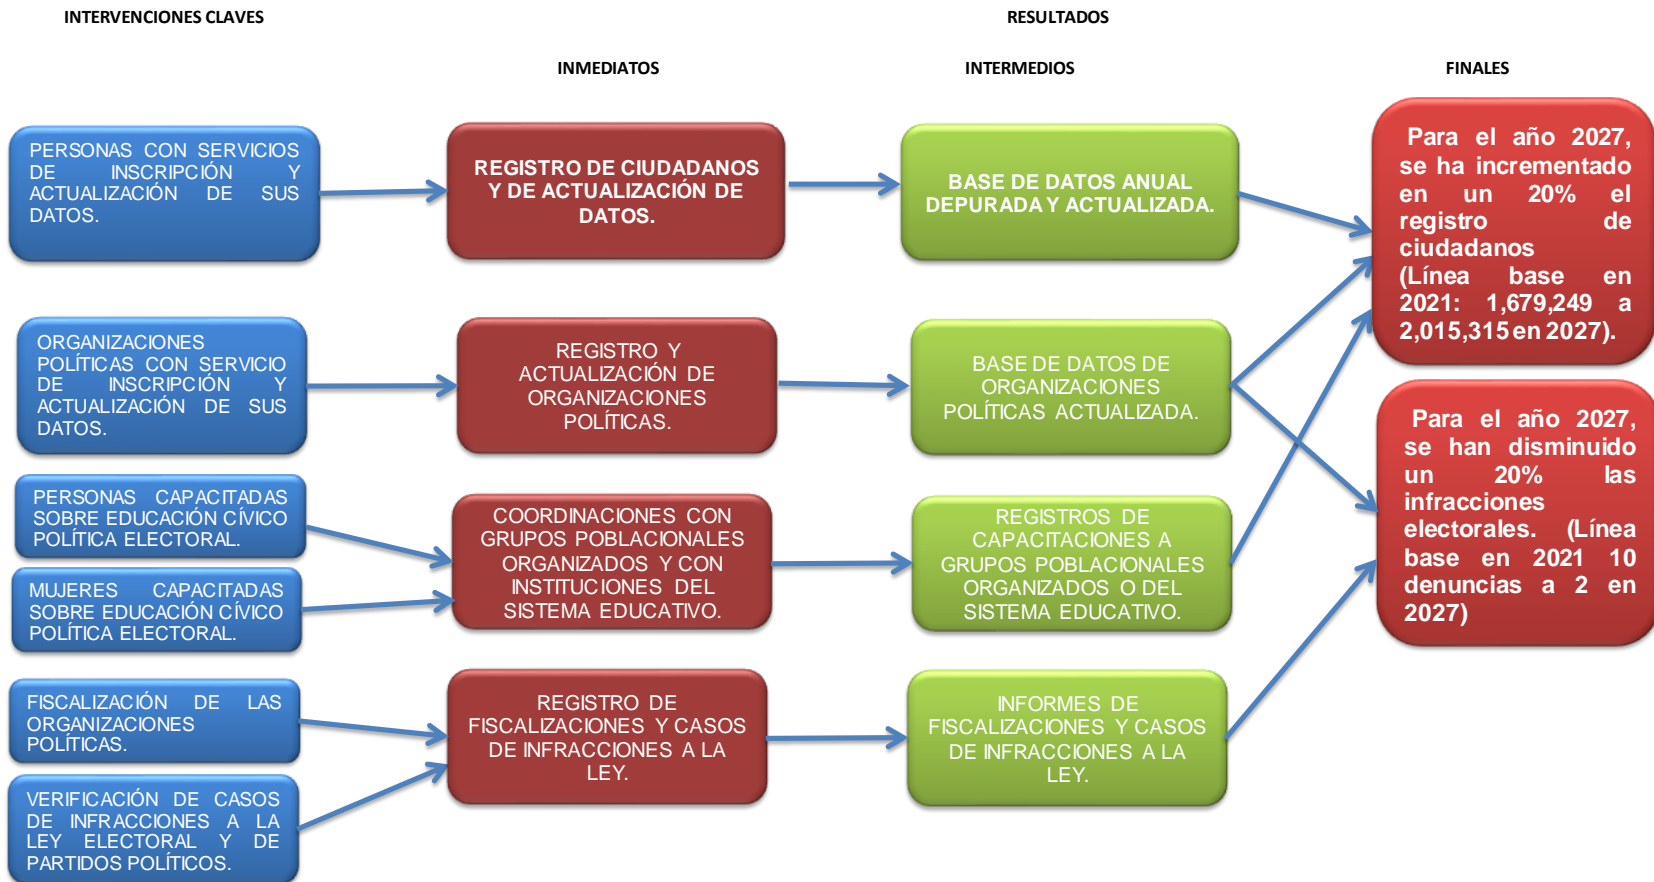 INTERVENCIONES CLAVES
RESULTADOS
INMEDIATOS
INTERMEDIOS
FINALES
PERSONAS CON SERVICIOS
DE INSCRIPCIÓN Y
ACTUALIZACIÓN DE SUS
DATOS.
REGISTRO DE CIUDADANOS
Y DE ACTUALIZACIÓN DE
DATOS.
BASE DE DATOS ANUAL
DEPURADA Y ACTUALIZADA.
Para el año 2027,
se ha incrementado
en un 20% el
registro de
ciudadanos
(Línea base en
2021: 1,679,249 a
2,015,315 en 2027).
ORGANIZACIONES
POLÍTICAS CON SERVICIO
DE INSCRIPCIÓN Y
ACTUALIZACIÓN DE SUS
DATOS.
REGISTRO Y
ACTUALIZACIÓN DE
ORGANIZACIONES
POLÍTICAS.
BASE DE DATOS DE
ORGANIZACIONES
POLÍTICAS ACTUALIZADA.
Para el año 2027,
se han disminuido
un 20% las
infracciones
electorales. (Línea
base en 2021 10
denuncias a 2 en
2027)
PERSONAS CAPACITADAS
SOBRE EDUCACIÓN CÍVICO
POLÍTICA ELECTORAL.
MUJERES CAPACITADAS
SOBRE EDUCACIÓN CÍVICO
POLÍTICA ELECTORAL.
COORDINACIONES CON
GRUPOS POBLACIONALES
ORGANIZADOS Y CON
INSTITUCIONES DEL
SISTEMA EDUCATIVO.
REGISTROS DE
CAPACITACIONES A
GRUPOS POBLACIONALES
ORGANIZADOS O DEL
SISTEMA EDUCATIVO.
FISCALIZACIÓN DE LAS
ORGANIZACIONES
POLÍTICAS.
VERIFICACIÓN DE CASOS
DE INFRACCIONES A LA
LEY ELECTORAL Y DE
PARTIDOS POLÍTICOS.
REGISTRO DE
FISCALIZACIONES Y CASOS
DE INFRACCIONES A LA
LEY.
INFORMES DE
FISCALIZACIONES Y CASOS
DE INFRACCIONES A LA
LEY.